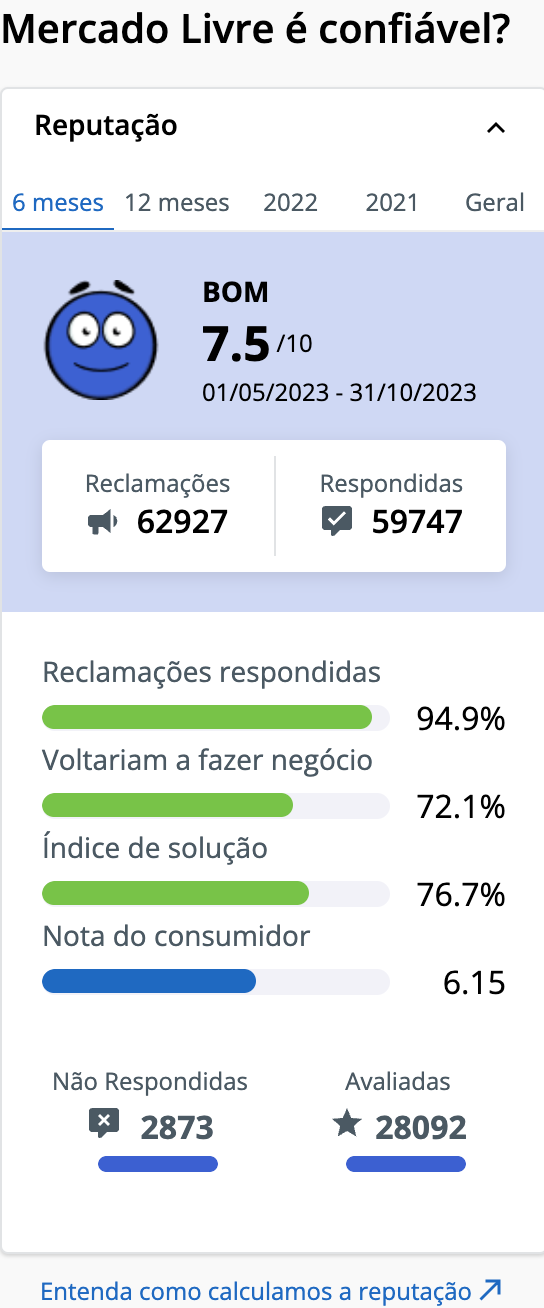 Mercado Livre é confiável?
Reputação
6 meses 12 meses 2022 2021 Geral
BOM
7.5 /10
01/05/2023 - 31/10/2023
Reclamações Respondidas
62927 59747
Reclamações respondidas
94.9%
Voltariam a fazer negócio
72.1%
Índice de solução
76.7%
Nota do consumidor
6.15
Não Respondidas Avaliadas
2873 28092
Entenda como calculamos a reputação